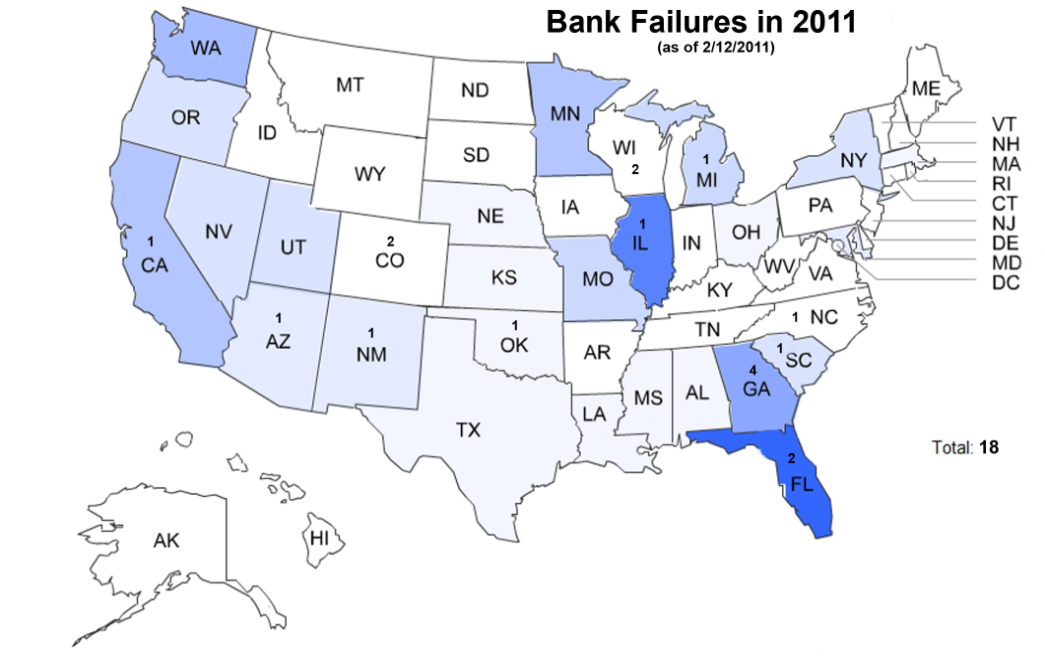 Bank Failures in 2011
(as of 2/12/2011)
WA
MT
ND
MN
ME
OR
ID
SD
WI
2
1
MI
NY
VT
NH
MA
RI
CT
NJ
DE
MD
DC
WY
IA
PA
NE
NV
UT
2
CO
1
CA
1
IL
IN
OH
WV
VA
KS
MO
KY
1
AZ
1
NM
1
OK
AR
TN
1 NC
1
SC
MS
AL
4
GA
TX
LA
2
FL
Total: 18
AK
HI